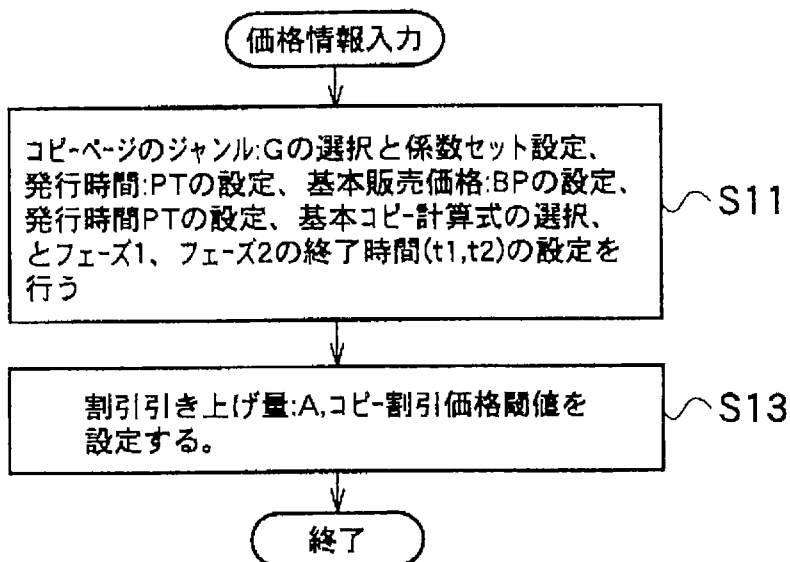 価格情報入力
コピーページのジャンル:Gの選択と係数セット設定、
発行時間:PTの設定、基本販売価格:BPの設定、
発行時間PTの設定、基本コピー計算式の選択、
とフェーズ1、フェーズ2の終了時間(t1,t2)の設定を
行う
S11
割引引き上げ量:A,コピー割引価格閾値を
設定する。
S13
終了